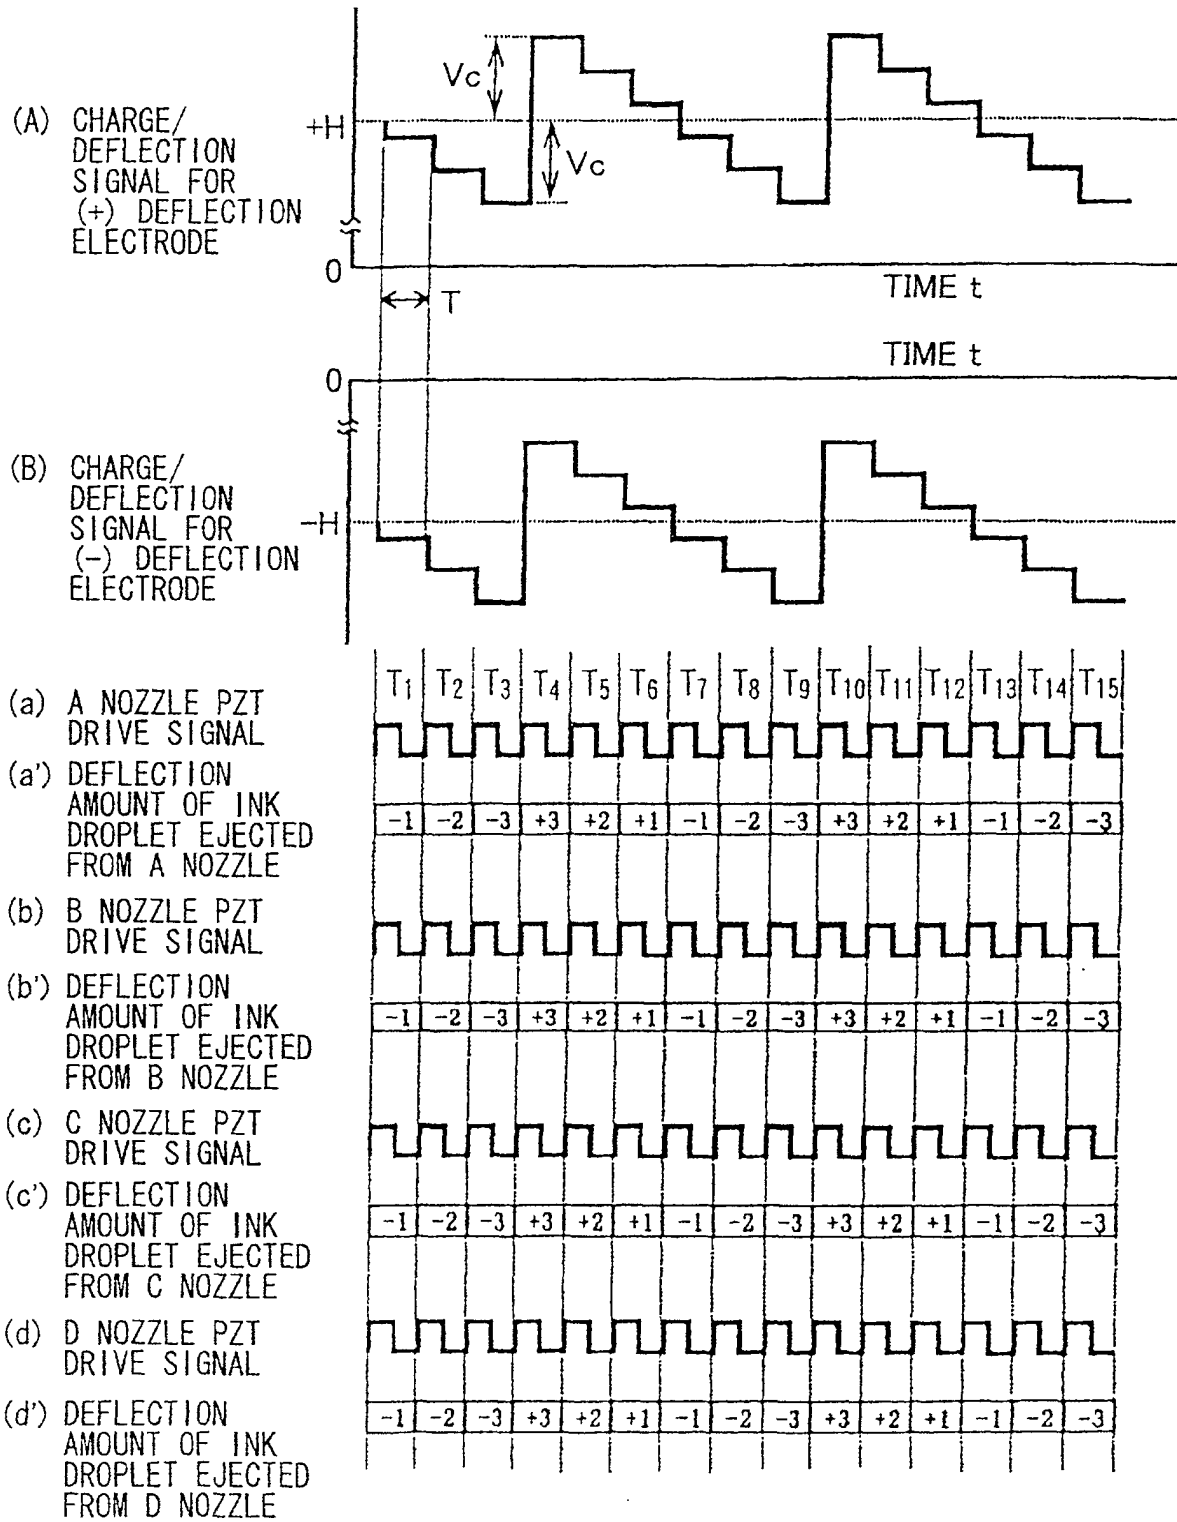 Vc
(A) CHARGE/
DEFLECTION
SIGNAL FOR
(+) DEFLECTION
ELECTRODE
+H
Vc
0
TIME t
T
TIME t
0
(B) CHARGE/
DEFLECTION
SIGNAL FOR
(-) DEFLECTION
ELECTRODE
-H
T1 T2 T3 T4 T5 T6 T7 T8 T9 T10 T11 T12 T13 T14 T15
(a) A NOZZLE PZT
DRIVE SIGNAL
(a') DEFLECTION
AMOUNT OF INK
DROPLET EJECTED
FROM A NOZZLE
-1 -2 -3 +3 +2 +1 -1 -2 -3 +3 +2 +1 -1 -2 -3
(b) B NOZZLE PZT
DRIVE SIGNAL
(b') DEFLECTION
AMOUNT OF INK
DROPLET EJECTED
FROM B NOZZLE
-1 -2 -3 +3 +2 +1 -1 -2 -3 +3 +2 +1 -1 -2 -3
(c) C NOZZLE PZT
DRIVE SIGNAL
(c') DEFLECTION
AMOUNT OF INK
DROPLET EJECTED
FROM C NOZZLE
-1 -2 -3 +3 +2 +1 -1 -2 -3 +3 +2 +1 -1 -2 -3
(d) D NOZZLE PZT
DRIVE SIGNAL
(d') DEFLECTION
AMOUNT OF INK
DROPLET EJECTED
FROM D NOZZLE
-1 -2 -3 +3 +2 +1 -1 -2 -3 +3 +2 +1 -1 -2 -3